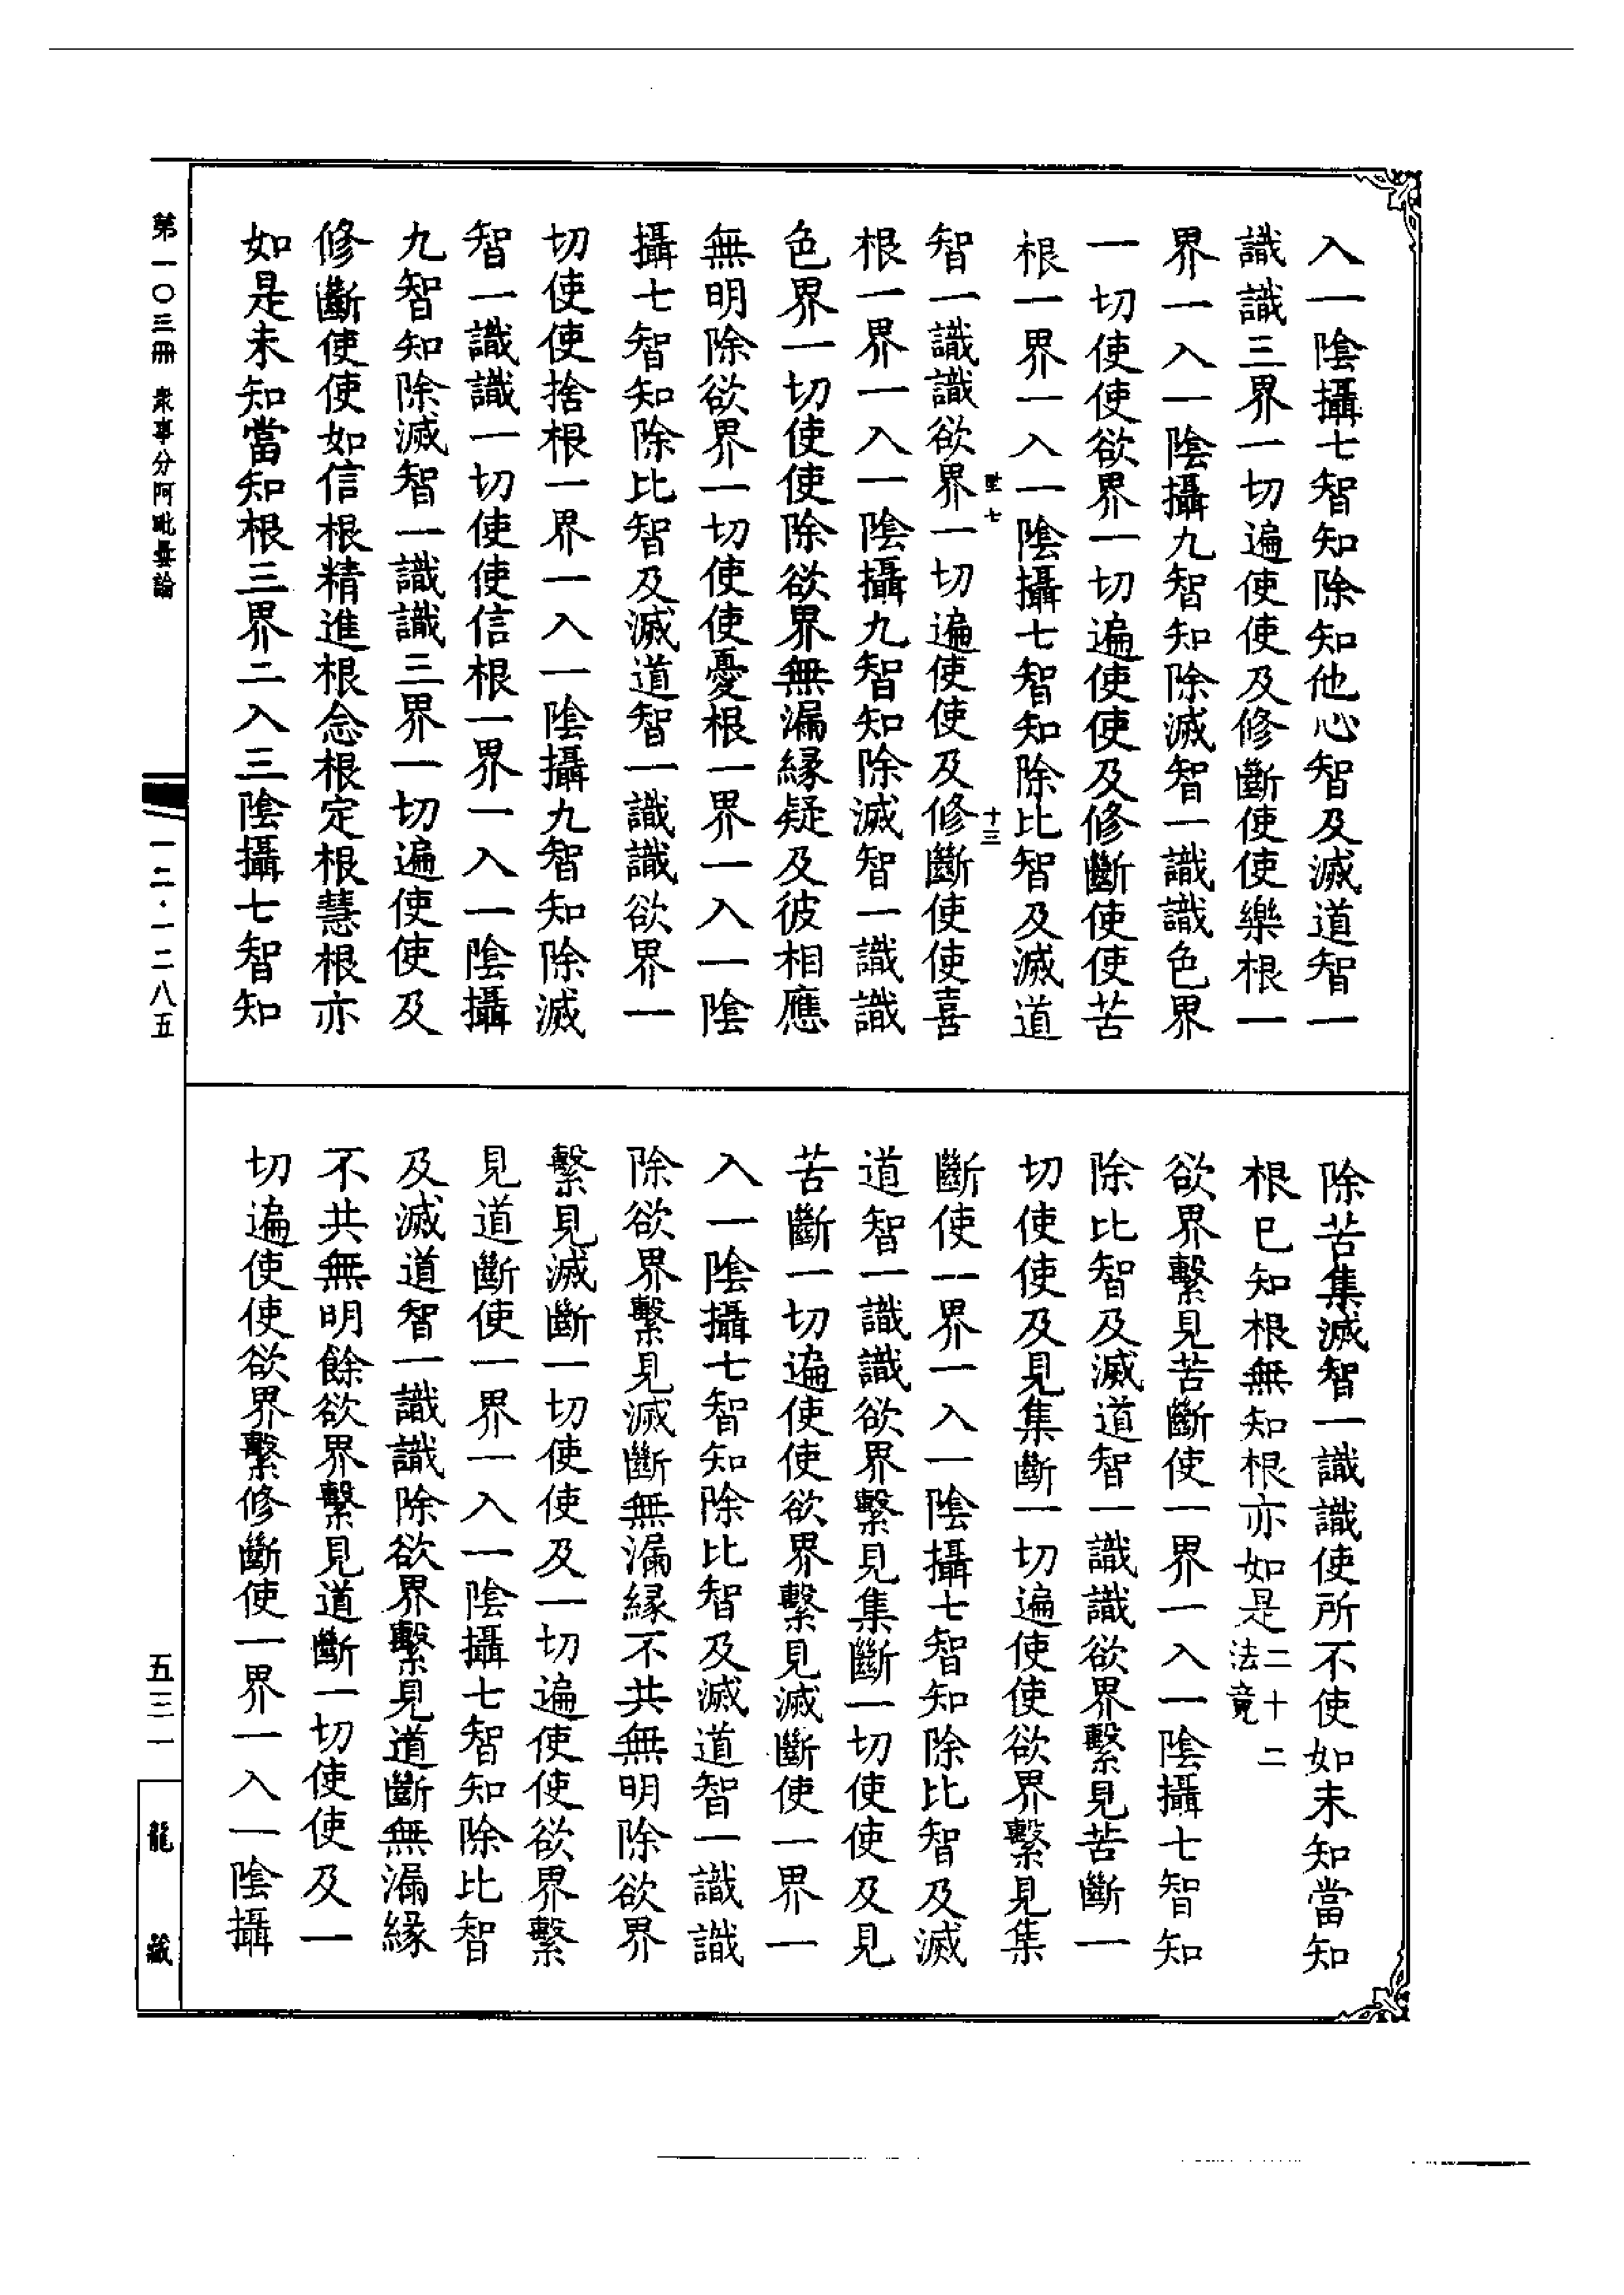 入一陰攝七智知除知他心智及滅道智一
識識三界一切遍使使及修斷使使樂根一
界一入一陰攝九智知除滅智一識識色界
一切使使欲界一切遍使使及修斷使使苦
根一界一入一陰攝七智知除比智及滅道
智一識識欲界一切遍使使及修斷使使喜
七
十三
根一界一入一陰攝九智知除滅智一識識
色界一切使使除欲界無漏緣疑及彼相應
無明除欲界一切使使憂根一界一入一陰
攝七智知除比智及滅道智一識識欲界一
切使使捨根一界一入一陰攝九智知除滅
智一識識一切使使信根一界一入一陰攝
九智知除滅智一識識三界一切遍使使及
修斷使使如信根精進根念根定根慧根亦
如是未知當知根三界二入三陰攝七智知
除苦集滅智一識識使所不使如未知當知
根已知根無知根亦如是二十二法竟
欲界繫見苦斷使一界一入一陰攝七智知
除比智及滅道智一識識欲界繫見苦斷一
切使使及見集斷一切遍使使欲界繫見集
斷使一界一入一陰攝七智知除比智及滅
道智一識識欲界繫見集斷一切使使及見
苦斷一切遍使使欲界繫見滅斷使一界一
入一陰攝七智知除比智及滅道智一識識
除欲界繫見滅斷無漏緣不共無明除欲界
繫見滅斷一切使使及一切遍使使欲界繫
見道斷使一界一入一陰攝七智知除比智
及滅道智一識識除欲界繫見道斷無漏緣
不共無明餘欲界繫見道斷一切使使及一
切遍使使欲界繫修斷使一界一入一陰攝
第一〇三冊 衆事分阿毗曇論
一二·一二八五
五三一
龍藏